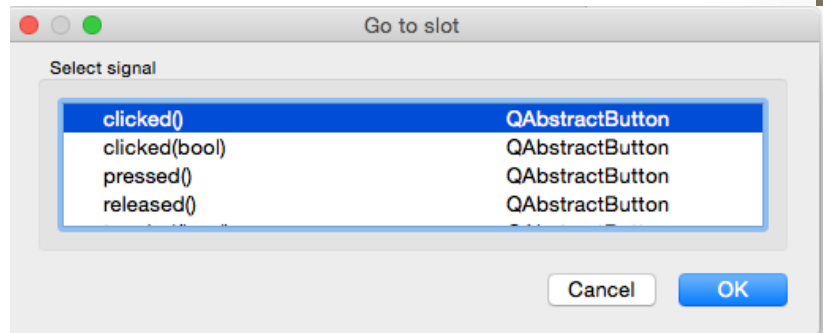 Go to slot
Select signal
clicked() QAbstractButton
clicked(bool) QAbstractButton
pressed() QAbstractButton
released() QAbstractButton
Cancel OK